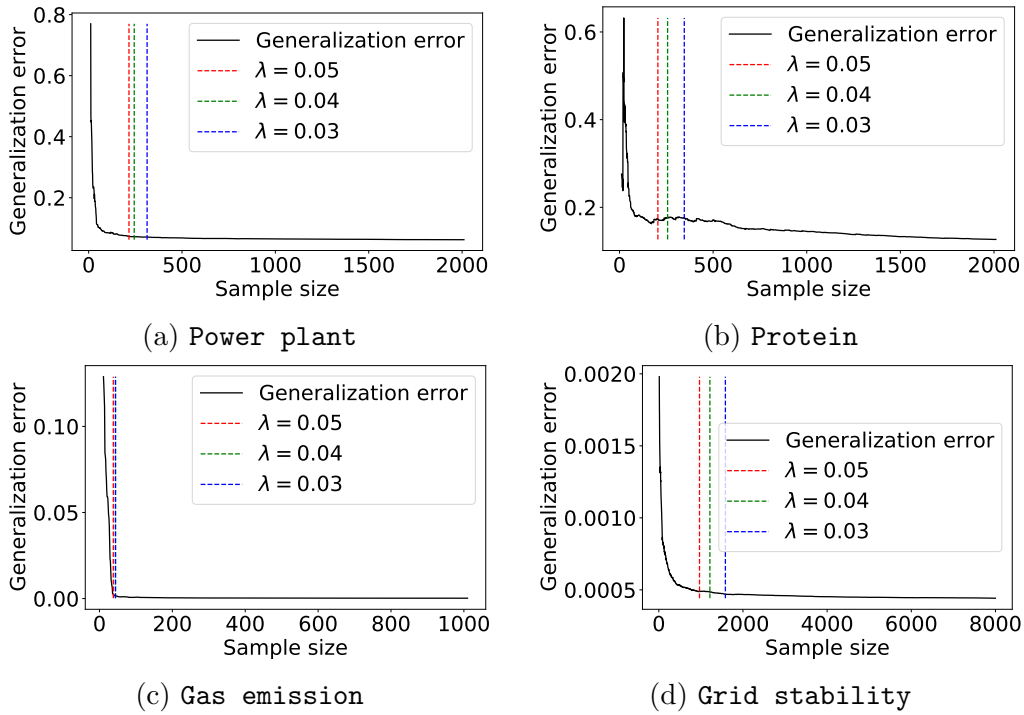 Generalization error
0.8
0.6
0.4
0.2
Generalization error
λ = 0.05
λ = 0.04
λ = 0.03
0 500 1000 1500 2000
Sample size
(a) Power plant
Generalization error
0.6
0.4
0.2
Generalization error
λ = 0.05
λ = 0.04
λ = 0.03
0 500 1000 1500 2000
Sample size
(b) Protein
Generalization error
0.10
0.05
0.00
Generalization error
λ = 0.05
λ = 0.04
λ = 0.03
0 200 400 600 800 1000
Sample size
(c) Gas emission
Generalization error
0.0020
0.0015
0.0010
0.0005
Generalization error
λ = 0.05
λ = 0.04
λ = 0.03
0 2000 4000 6000 8000
Sample size
(d) Grid stability